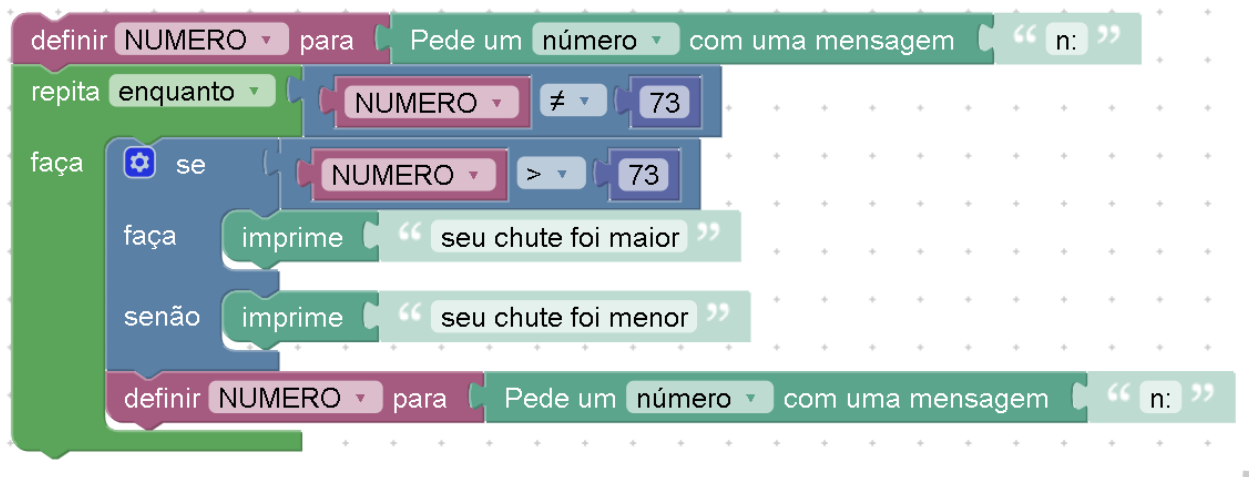 definir NUMERO para Pede um número com uma mensagem “ n: ”
repita enquanto NUMERO ≠ 73
faça se NUMERO > 73
faça imprime “ seu chute foi maior ”
senão imprime “ seu chute foi menor ”
definir NUMERO para Pede um número com uma mensagem “ n: ”